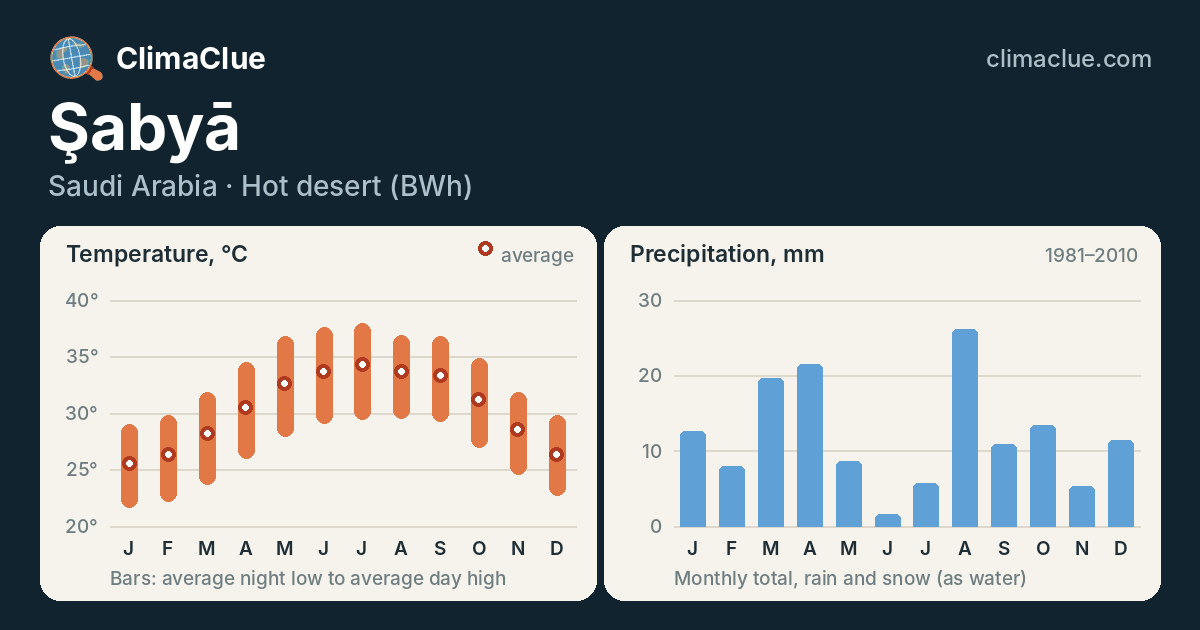 ClimaClue
climaclue.com
Şabyā
Saudi Arabia · Hot desert (BWh)
Temperature, °C
average
40°
35°
30°
25°
20°
J F M A M J J A S O N D
Bars: average night low to average day high
Precipitation, mm
1981–2010
30
20
10
0
J F M A M J J A S O N D
Monthly total, rain and snow (as water)